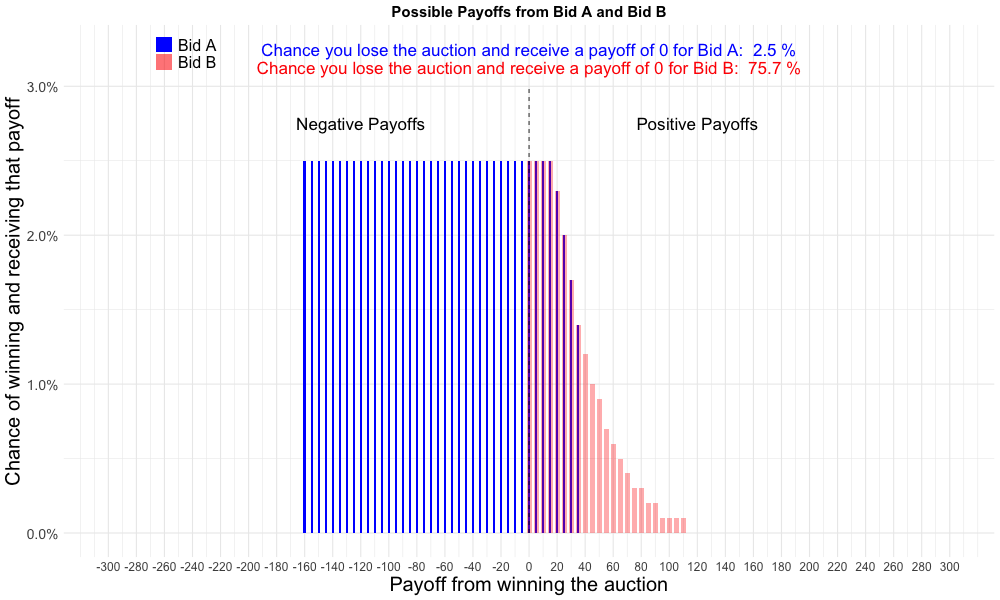 Possible Payoffs from Bid A and Bid B
Bid A
Bid B
Chance you lose the auction and receive a payoff of 0 for Bid A:  2.5 %
Chance you lose the auction and receive a payoff of 0 for Bid B:  75.7 %
Negative Payoffs
Positive Payoffs
Chance of winning and receiving that payoff
3.0%
2.0%
1.0%
0.0%
-300 -280 -260 -240 -220 -200 -180 -160 -140 -120 -100 -80 -60 -40 -20 0 20 40 60 80 100 120 140 160 180 200 220 240 260 280 300
Payoff from winning the auction